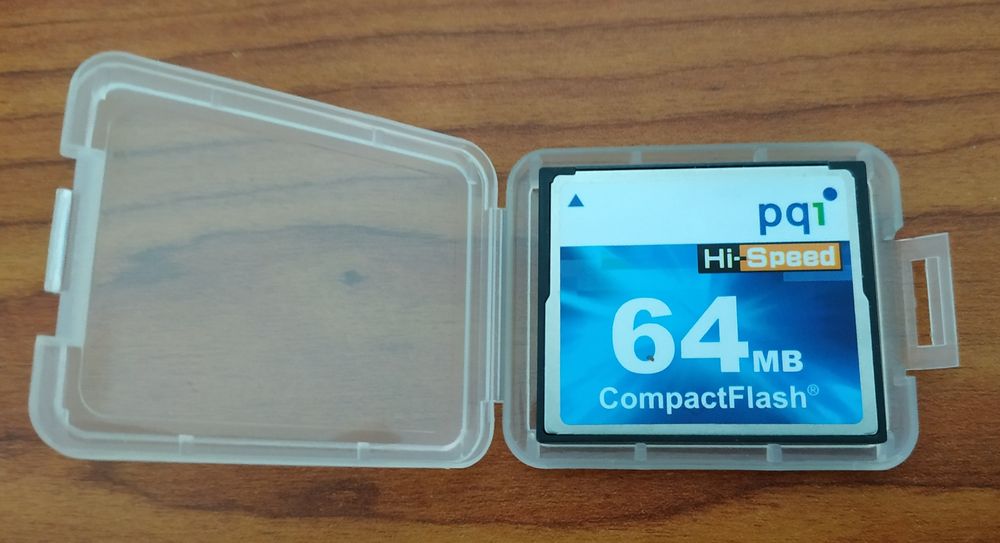 pqi
Hi-Speed
64MB
CompactFlash®